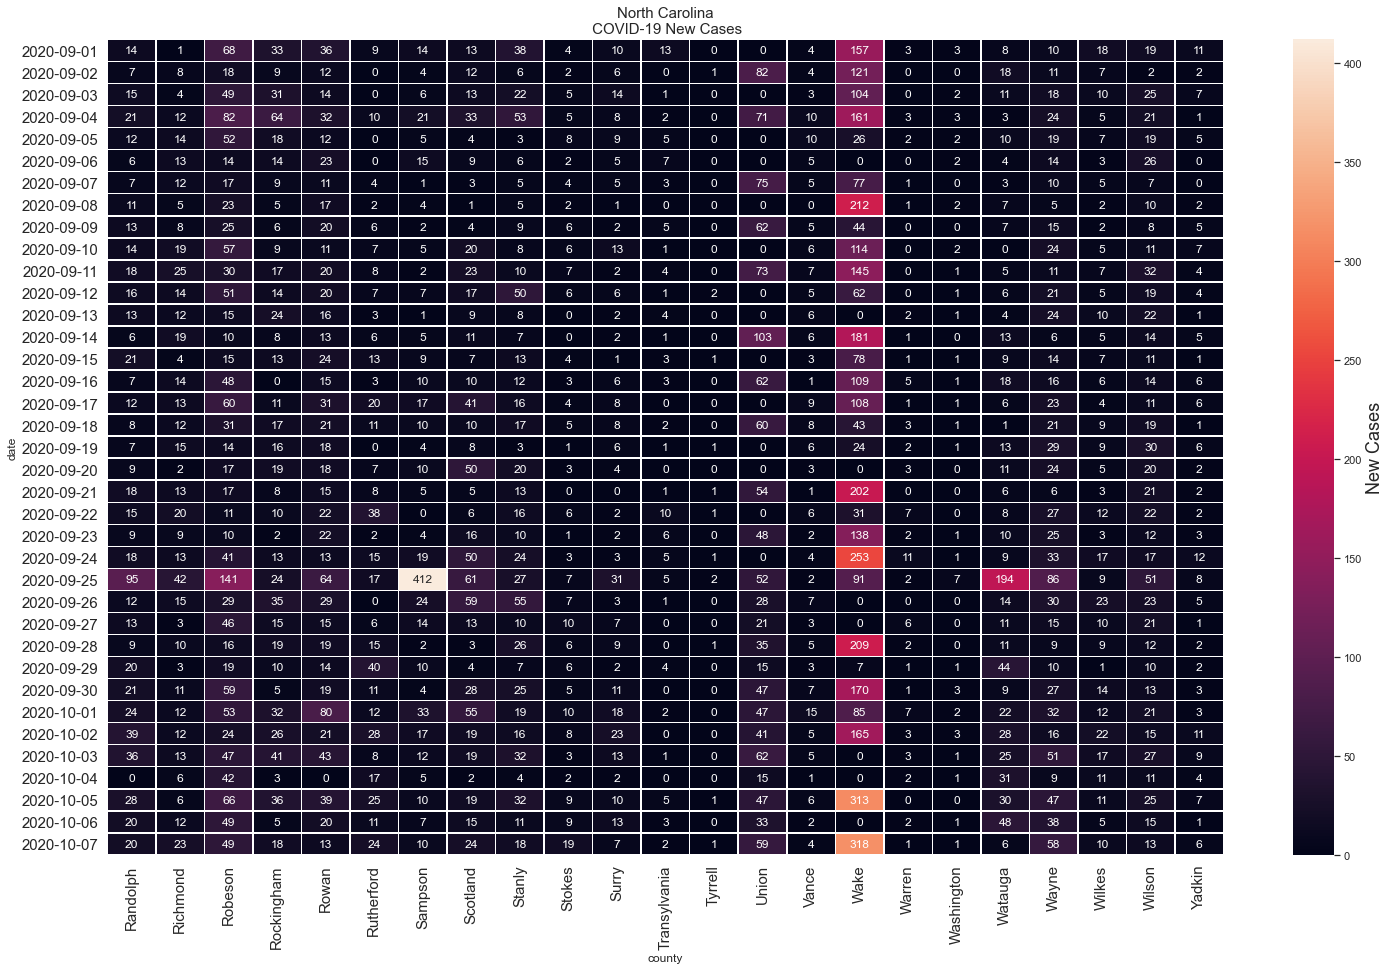 North Carolina
COVID-19 New Cases
2020-09-01 14 1 68 33 36 9 14 13 38 4 10 13 0 0 4 157 3 3 8 10 18 19 11
2020-09-02 7 8 18 9 12 0 4 12 6 2 6 0 1 82 4 121 0 0 18 11 7 2 2
2020-09-03 15 4 49 31 14 0 6 13 22 5 14 1 0 0 3 104 0 2 11 18 10 25 7
2020-09-04 21 12 82 64 32 10 21 33 53 5 8 2 0 71 10 161 3 3 3 24 5 21 1
2020-09-05 12 14 52 18 12 0 5 4 3 8 9 5 0 0 10 26 2 2 10 19 7 19 5
2020-09-06 6 13 14 14 23 0 15 9 6 2 5 7 0 0 5 0 0 2 4 14 3 26 0
2020-09-07 7 12 17 9 11 4 1 3 5 4 5 3 0 75 5 77 1 0 3 10 5 7 0
2020-09-08 11 5 23 5 17 2 4 1 5 2 1 0 0 0 0 212 1 2 7 5 2 10 2
2020-09-09 13 8 25 6 20 6 2 4 9 6 2 5 0 62 5 44 0 0 7 15 2 8 5
2020-09-10 14 19 57 9 11 7 5 20 8 6 13 1 0 0 6 114 0 2 0 24 5 11 7
2020-09-11 18 25 30 17 20 8 2 23 10 7 2 4 0 73 7 145 0 1 5 11 7 32 4
2020-09-12 16 14 51 14 20 7 7 17 50 6 6 1 2 0 5 62 0 1 6 21 5 19 4
2020-09-13 13 12 15 24 16 3 1 9 8 0 2 4 0 0 6 0 2 1 4 24 10 22 1
2020-09-14 6 19 10 8 13 6 5 11 7 0 2 1 0 103 6 181 1 0 13 6 5 14 5
2020-09-15 21 4 15 13 24 13 9 7 13 4 1 3 1 0 3 78 1 1 9 14 7 11 1
2020-09-16 7 14 48 0 15 3 10 10 12 3 6 3 0 62 1 109 5 1 18 16 6 14 6
2020-09-17 12 13 60 11 31 20 17 41 16 4 8 0 0 0 9 108 1 1 6 23 4 11 6
2020-09-18 8 12 31 17 21 11 10 10 17 5 8 2 0 60 8 43 3 1 1 21 9 19 1
2020-09-19 7 15 14 16 18 0 4 8 3 1 6 1 1 0 6 24 2 1 13 29 9 30 6
2020-09-20 9 2 17 19 18 7 10 50 20 3 4 0 0 0 3 0 3 0 11 24 5 20 2
2020-09-21 18 13 17 8 15 8 5 5 13 0 0 1 1 54 1 202 0 0 6 6 3 21 2
2020-09-22 15 20 11 10 22 38 0 6 16 6 2 10 1 0 6 31 7 0 8 27 12 22 2
2020-09-23 9 9 10 2 22 2 4 16 10 1 2 6 0 48 2 138 2 1 10 25 3 12 3
2020-09-24 18 13 41 13 13 15 19 50 24 3 3 5 1 0 4 253 11 1 9 33 17 17 12
2020-09-25 95 42 141 24 64 17 412 61 27 7 31 5 2 52 2 91 2 7 194 86 9 51 8
2020-09-26 12 15 29 35 29 0 24 59 55 7 3 1 0 28 7 0 0 0 14 30 23 23 5
2020-09-27 13 3 46 15 15 6 14 13 10 10 7 0 0 21 3 0 6 0 11 15 10 21 1
2020-09-28 9 10 16 19 19 15 2 3 26 6 9 0 1 35 5 209 1 0 11 9 9 12 2
2020-09-29 20 3 19 10 14 40 10 4 7 6 2 4 0 15 3 7 1 1 44 10 1 10 2
2020-09-30 21 11 59 5 19 11 4 28 25 5 11 0 0 47 7 170 1 3 9 27 14 13 3
2020-10-01 24 12 53 32 80 12 33 55 19 10 18 2 0 47 15 85 7 2 22 32 12 21 3
2020-10-02 39 12 24 26 21 28 17 19 16 8 23 0 0 41 5 165 3 3 28 16 22 15 11
2020-10-03 36 13 47 41 43 8 12 19 32 3 13 1 0 62 5 0 3 1 25 51 17 27 9
2020-10-04 0 6 42 3 0 17 5 2 4 2 2 0 0 15 1 0 2 1 31 9 11 11 4
2020-10-05 28 6 66 36 39 25 10 19 32 9 10 5 1 47 6 313 0 0 30 47 11 25 7
2020-10-06 20 12 49 5 20 11 7 15 11 9 13 3 0 33 2 0 2 1 48 38 5 15 1
2020-10-07 20 23 49 18 13 24 10 24 18 19 7 2 1 59 4 318 1 1 6 58 10 13 6
date
Randolph Richmond Robeson Rockingham Rowan Rutherford Sampson Scotland Stanly Stokes Surry Transylvania Tyrrell Union Vance Wake Warren Washington Watauga Wayne Wilkes Wilson Yadkin
county
400
350
300
250
200
150
100
50
0
New Cases